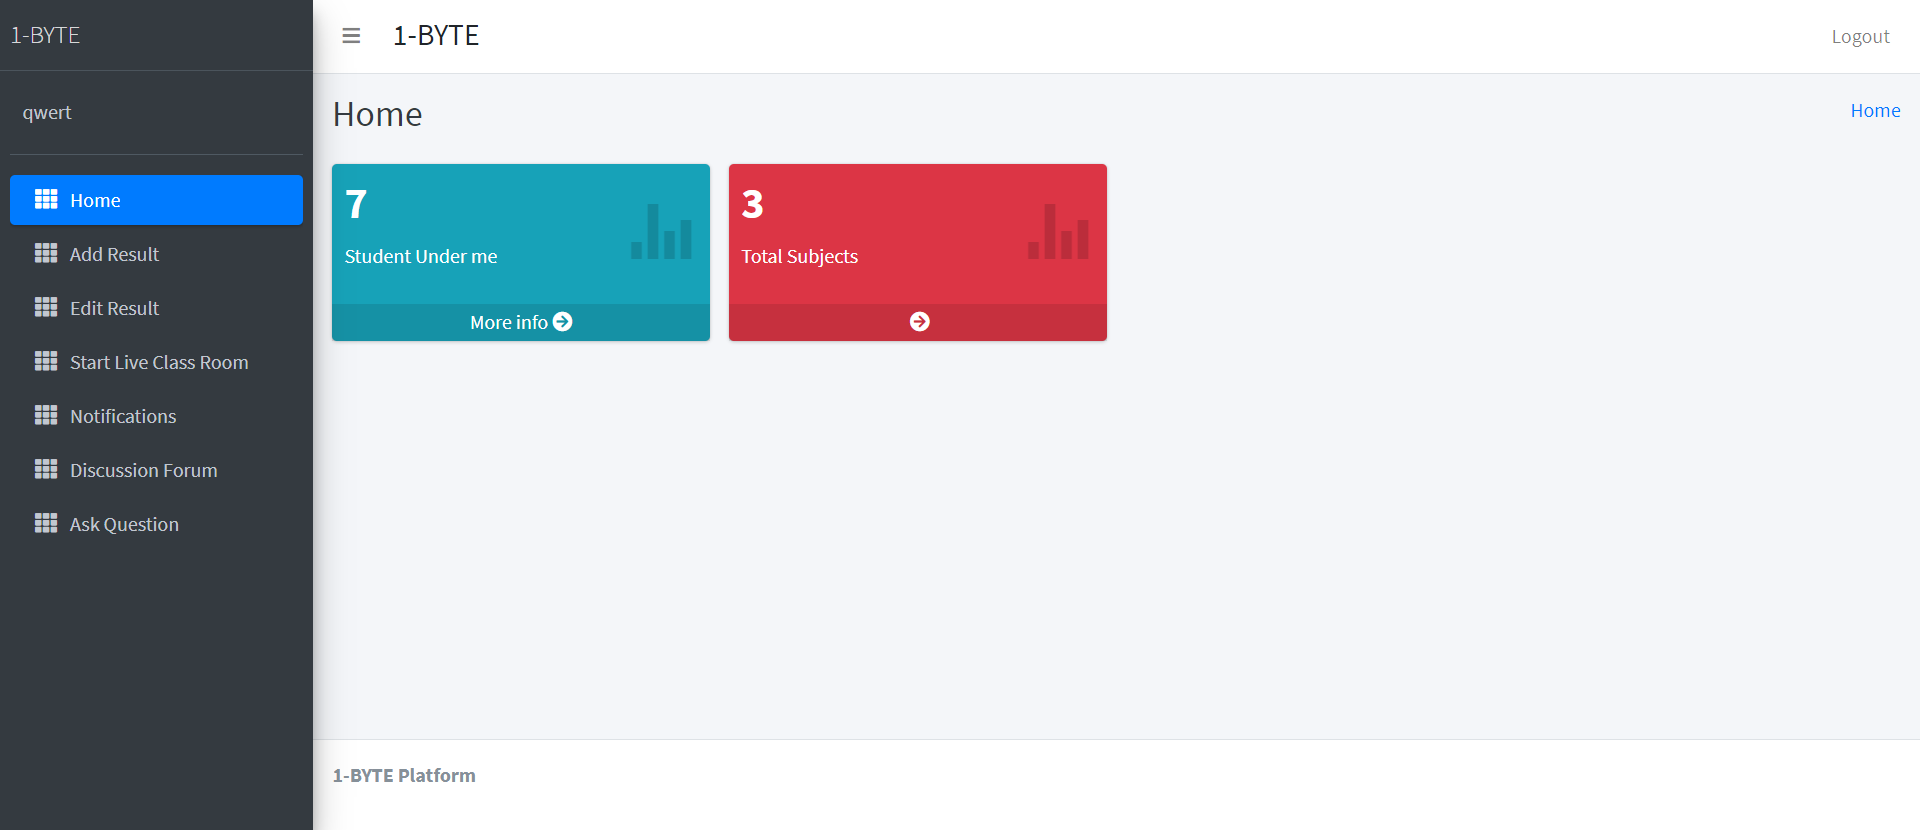 1-BYTE
qwert
Home
Add Result
Edit Result
Start Live Class Room
Notifications
Discussion Forum
Ask Question
1-BYTE
Logout
Home
Home
7
Student Under me
More info
3
Total Subjects
1-BYTE Platform